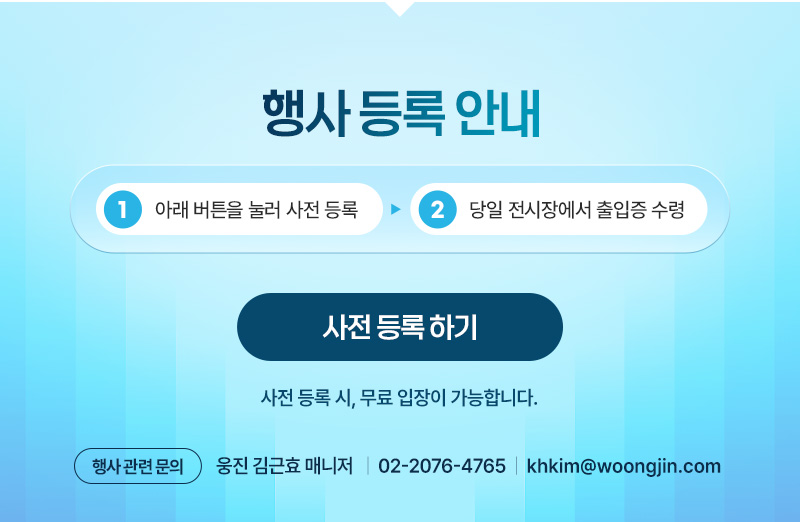 행사 등록 안내
1 아래 버튼을 눌러 사전 등록 ▶ 2 당일 전시장에서 출입증 수령
사전 등록 하기
사전 등록 시, 무료 입장이 가능합니다.
행사 관련 문의 웅진 김근효 매니저 | 02-2076-4765 | khkim@woongjin.com